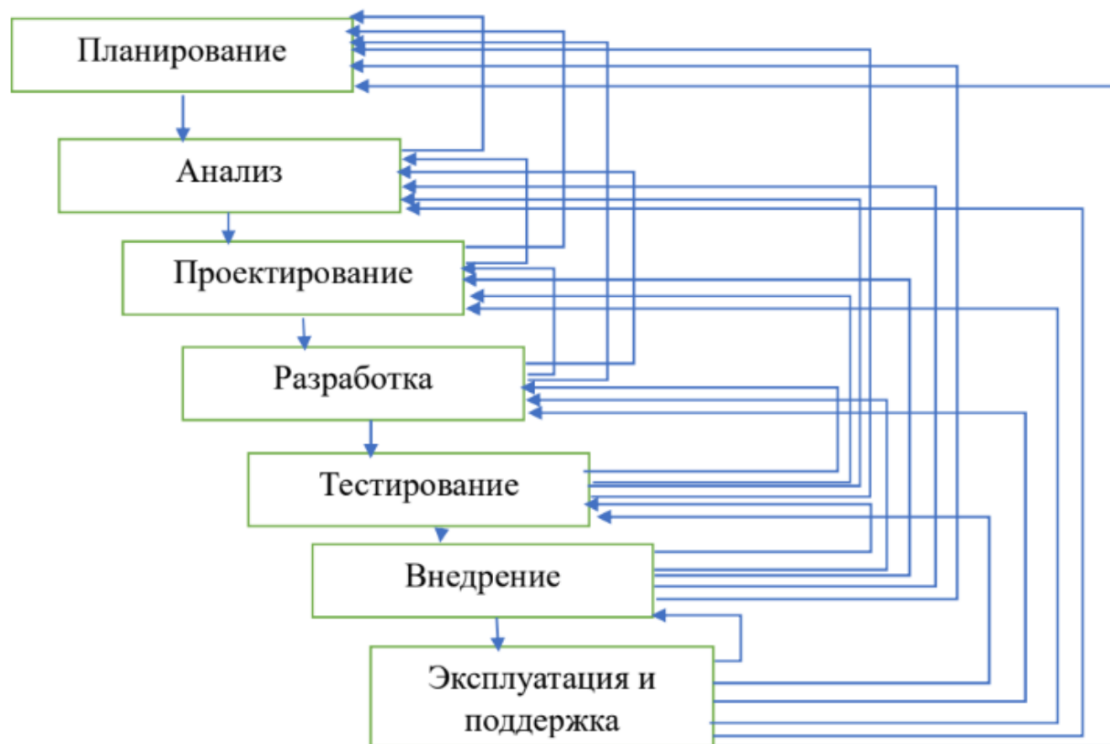 Планирование
Анализ
Проектирование
Разработка
Тестирование
Внедрение
Эксплуатация и
поддержка